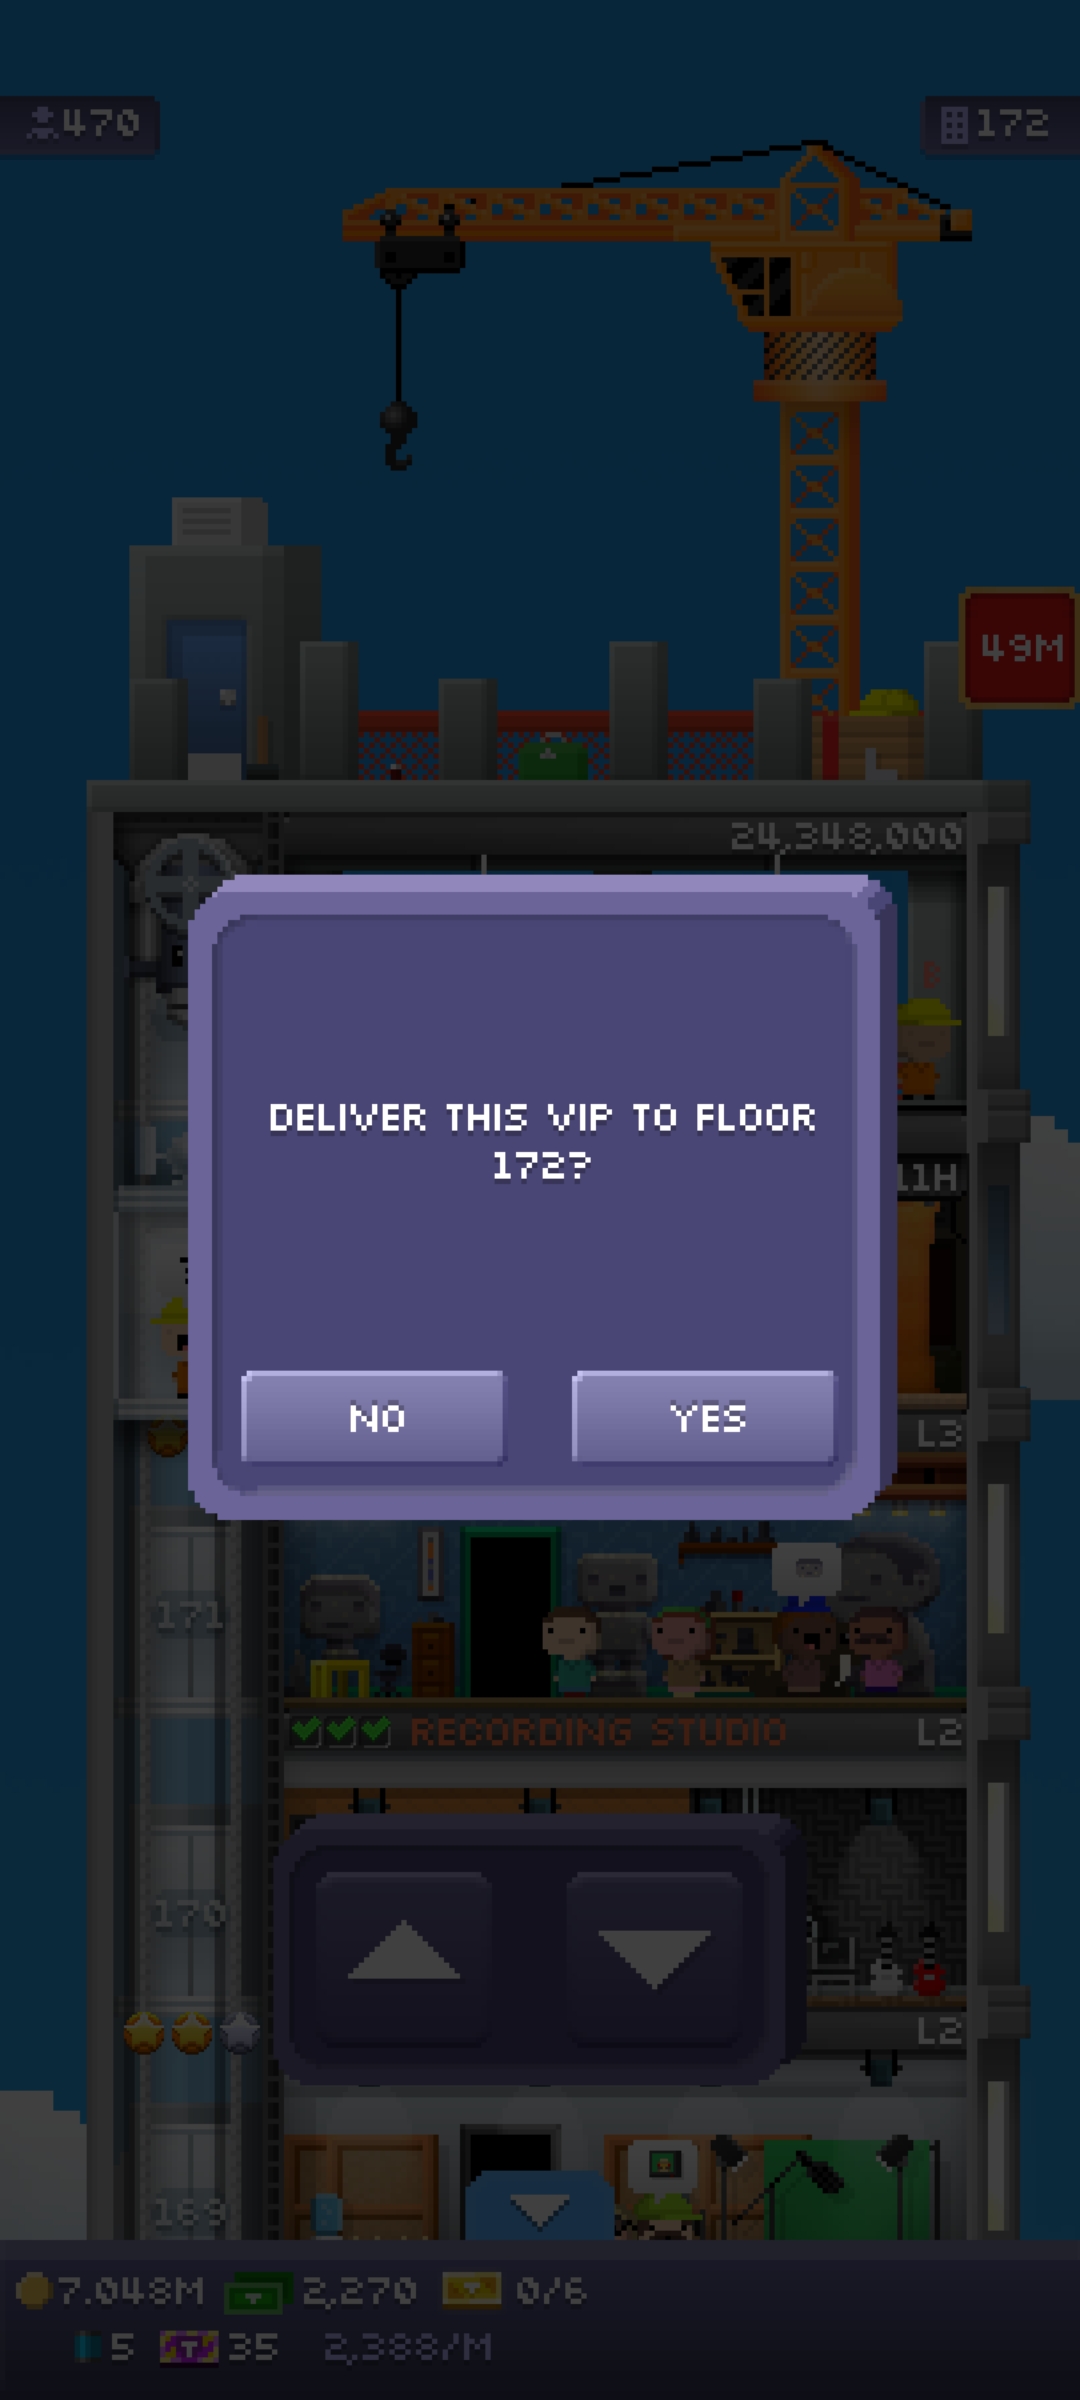 470
172
49M
24,348,000
DELIVER THIS VIP TO FLOOR
172?
11H
NO
YES
L3
171
RECORDING STUDIO
L2
170
L2
169
7.048M
2,270
0/6
5
35
2,388/M